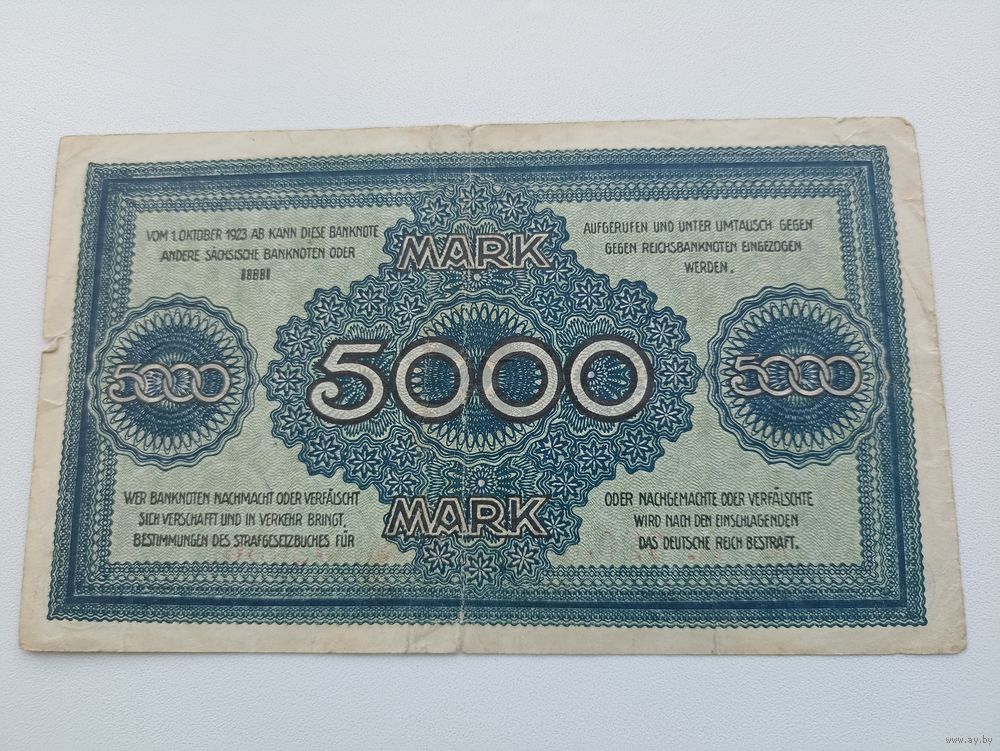 VOM 1. OKTOBER 1923 AB KANN DIESE BANKNOTE
ANDERE SÄCHSISCHE BANKNOTEN ODER
AUFGERUFEN UND UNTER UMTAUSCH GEGEN
GEGEN REICHSBANKNOTEN EINGEZOGEN
WERDEN.
MARK
5000
5000
5000
MARK
WER BANKNOTEN NACHMACHT ODER VERFÄLSCHT
SICH VERSCHAFFT UND IN VERKEHR BRINGT,
BESTIMMUNGEN DES STRAFGESETZBUCHES FÜR
ODER NACHGEMACHTE ODER VERFÄLSCHTE
WIRD NACH DEN EINSCHLAGENDEN
DAS DEUTSCHE REICH BESTRAFT.
www.ay.by